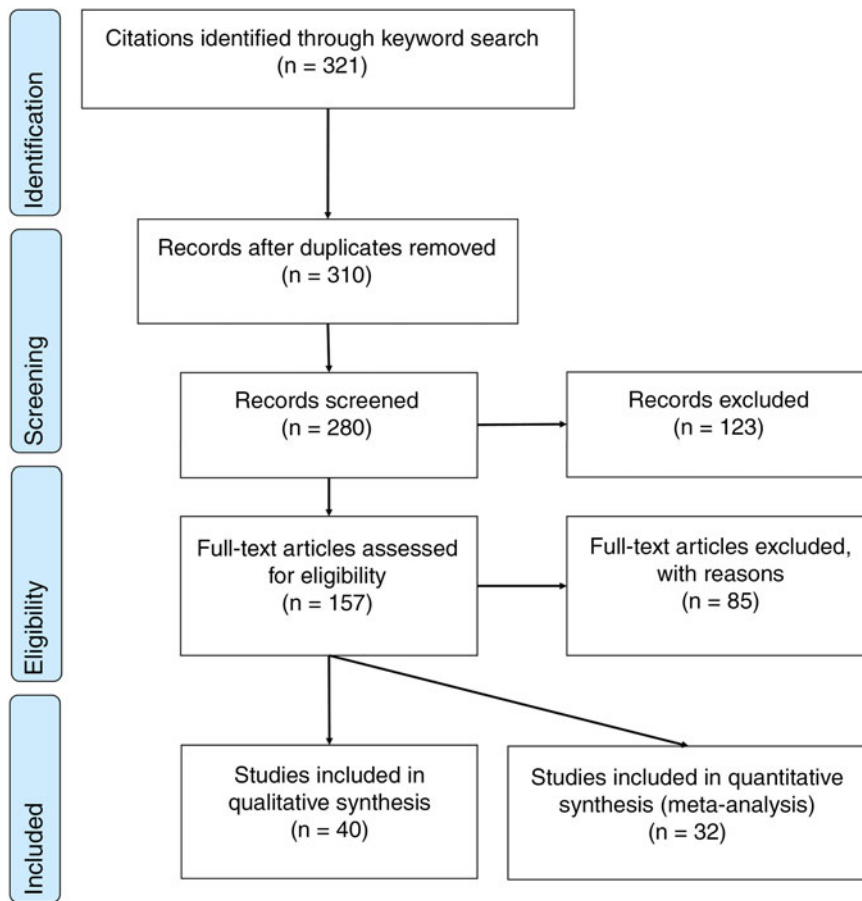 Identification
Citations identified through keyword search
(n = 321)
Screening
Records after duplicates removed
(n = 310)
Records screened
(n = 280)
Records excluded
(n = 123)
Eligibility
Full-text articles assessed
for eligibility
(n = 157)
Full-text articles excluded,
with reasons
(n = 85)
Included
Studies included in
qualitative synthesis
(n = 40)
Studies included in quantitative
synthesis (meta-analysis)
(n = 32)